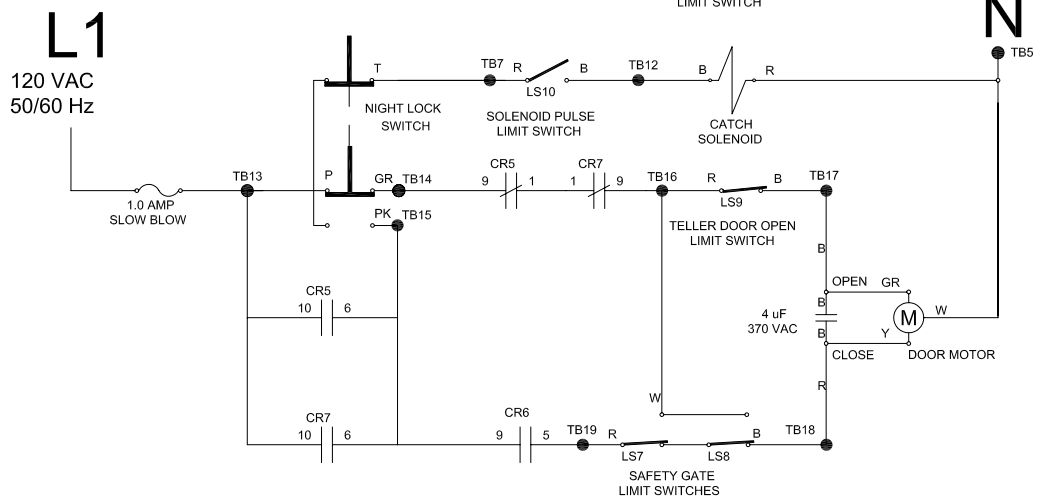 LIMIT SWITCH
L1
N
TB5
120 VAC
50/60 Hz
T
TB7
R
B
TB12
B
R
LS10
NIGHT LOCK
SWITCH
SOLENOID PULSE
LIMIT SWITCH
CATCH
SOLENOID
TB13
P
GR
TB14
CR5
9
1
CR7
1
9
TB16
R
B
TB17
LS9
1.0 AMP
SLOW BLOW
PK
TB15
TELLER DOOR OPEN
LIMIT SWITCH
B
OPEN
GR
CR5
10
6
4 uF
370 VAC
B
B
M
W
Y
CLOSE
DOOR MOTOR
R
W
CR7
10
6
CR6
9
5
TB19
R
B
TB18
LS7
LS8
SAFETY GATE
LIMIT SWITCHES